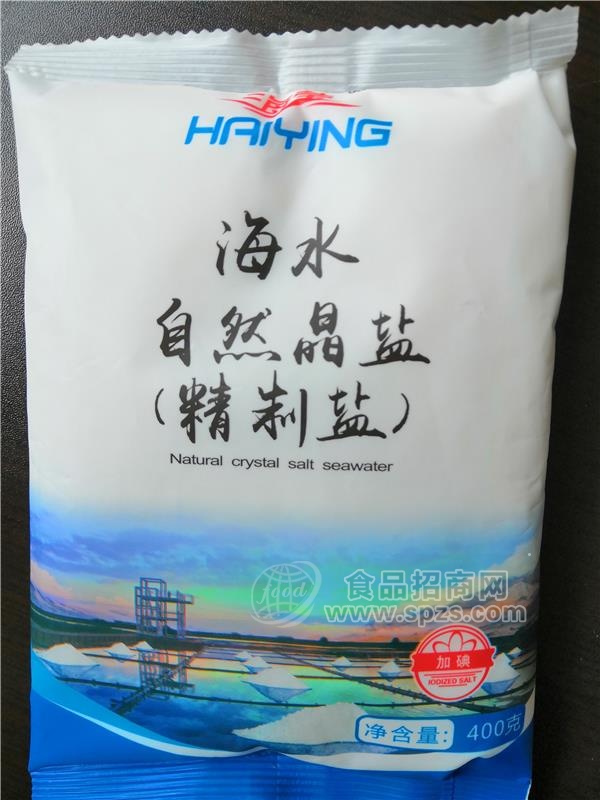 HAIYING
海水
自然晶盐
(精制盐)
Natural crystal salt seawater
food
食品招商网
www.spzs.com
加碘
IODIZED SALT
净含量: 400克